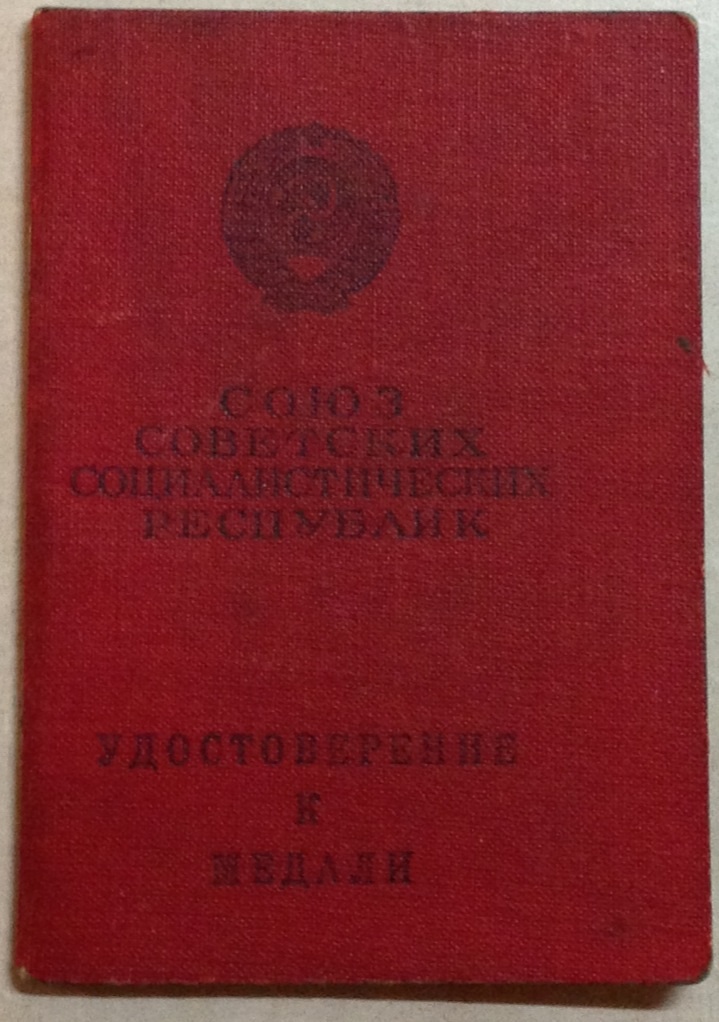 СОЮЗ
СОВЕТСКИХ
СОЦИАЛИСТИЧЕСКИХ
РЕСПУБЛИК
УДОСТОВЕРЕНИЕ
К
МЕДАЛИ